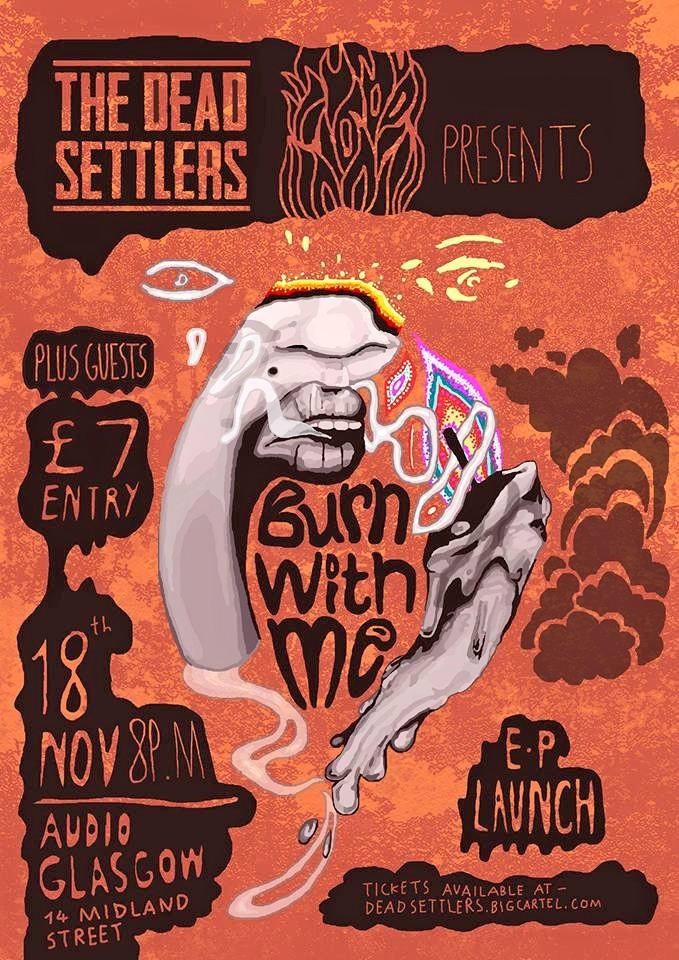 THE DEAD
SETTLERS
PRESENTS
PLUS GUESTS
£7
ENTRY
Burn
With
Me
18th
NOV 8P.M
AUDIO
GLASGOW
14 MIDLAND
STREET
E.P
LAUNCH
TICKETS AVAILABLE AT -
DEADSETTLERS.BIGCARTEL.COM